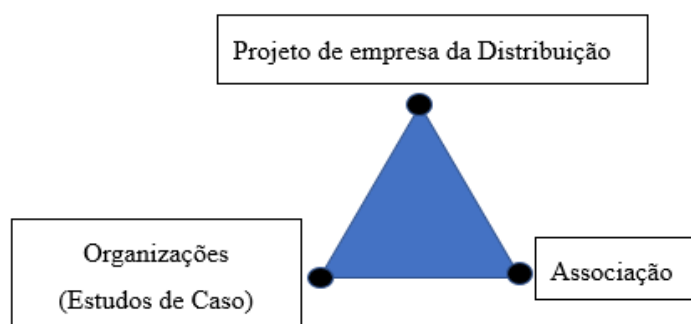 Projeto de empresa da Distribuição
Organizações
(Estudos de Caso)
Associação